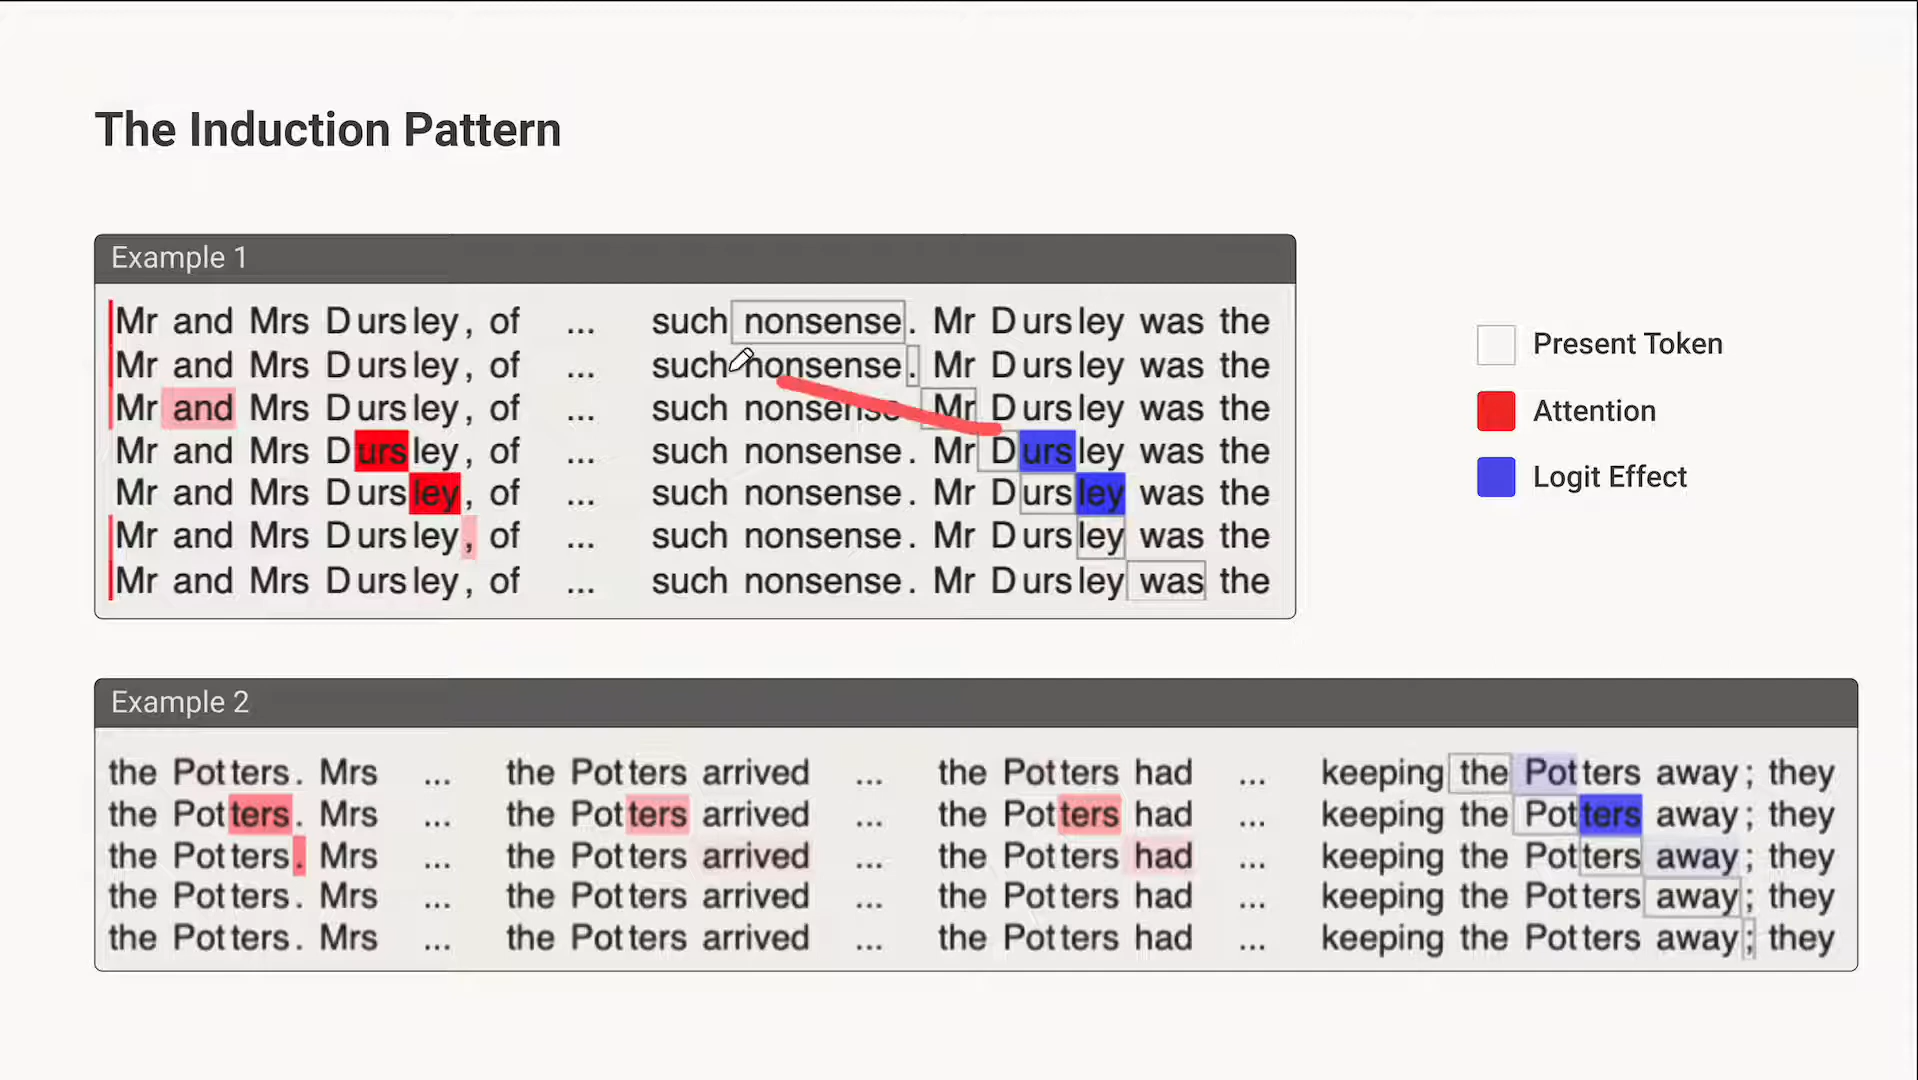 The Induction Pattern
Example 1
Mr and Mrs Dursley, of ... such nonsense. Mr Dursley was the
Mr and Mrs Dursley, of ... such nonsense. Mr Dursley was the
Mr and Mrs Dursley, of ... such nonsense. Mr Dursley was the
Mr and Mrs Dursley, of ... such nonsense. Mr Dursley was the
Mr and Mrs Dursley, of ... such nonsense. Mr Dursley was the
Mr and Mrs Dursley, of ... such nonsense. Mr Dursley was the
Mr and Mrs Dursley, of ... such nonsense. Mr Dursley was the
Present Token
Attention
Logit Effect
Example 2
the Potters. Mrs ... the Potters arrived ... the Potters had ... keeping the Potters away; they
the Potters. Mrs ... the Potters arrived ... the Potters had ... keeping the Potters away; they
the Potters. Mrs ... the Potters arrived ... the Potters had ... keeping the Potters away; they
the Potters. Mrs ... the Potters arrived ... the Potters had ... keeping the Potters away; they
the Potters. Mrs ... the Potters arrived ... the Potters had ... keeping the Potters away; they